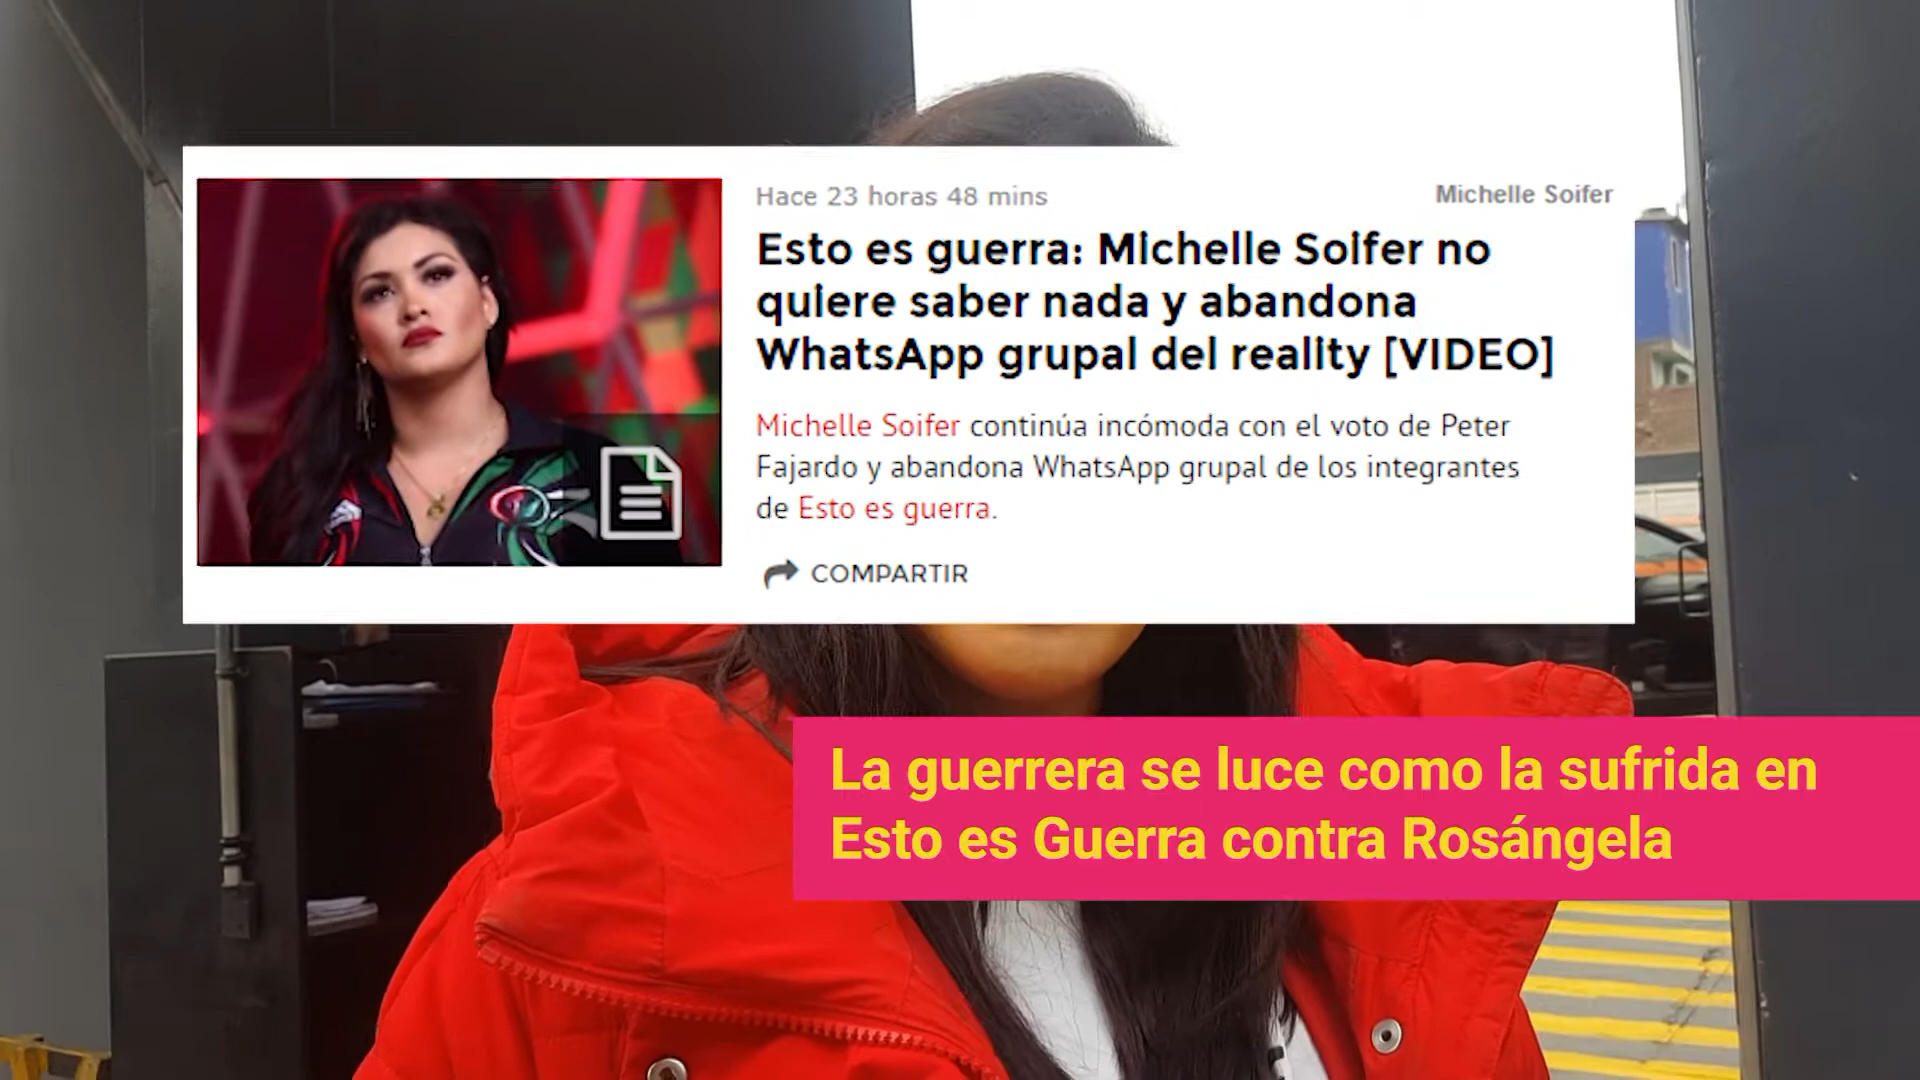 Hace 23 horas 48 mins
Michelle Soifer
Esto es guerra: Michelle Soifer no
quiere saber nada y abandona
WhatsApp grupal del reality [VIDEO]
Michelle Soifer continúa incómoda con el voto de Peter
Fajardo y abandona WhatsApp grupal de los integrantes
de Esto es guerra.
COMPARTIR
La guerrera se luce como la sufrida en
Esto es Guerra contra Rosángela